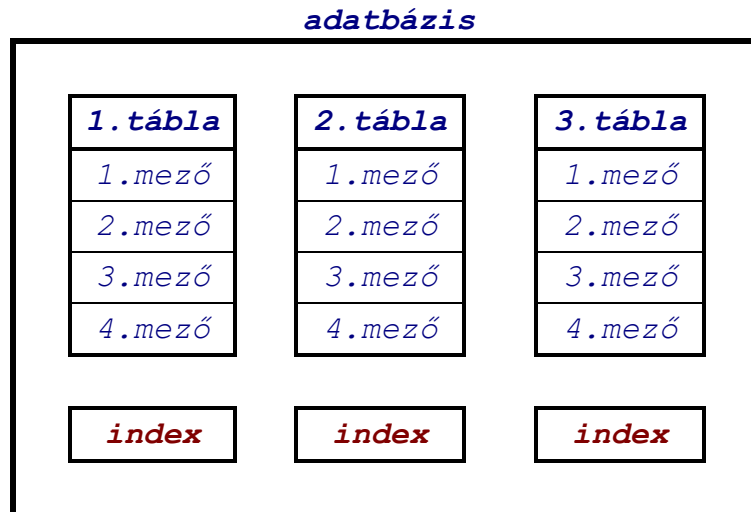 adatbázis
1.tábla 2.tábla 3.tábla
1.mező 1.mező 1.mező
2.mező 2.mező 2.mező
3.mező 3.mező 3.mező
4.mező 4.mező 4.mező
index index index